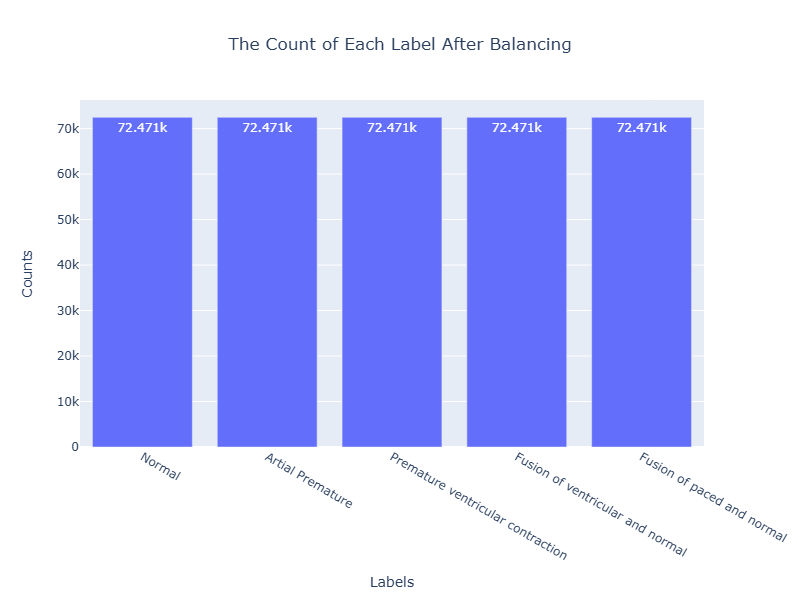 The Count of Each Label After Balancing
Counts
70k
60k
50k
40k
30k
20k
10k
0
72.471k
72.471k
72.471k
72.471k
72.471k
Normal
Artial Premature
Premature ventricular contraction
Fusion of ventricular and normal
Fusion of paced and normal
Labels